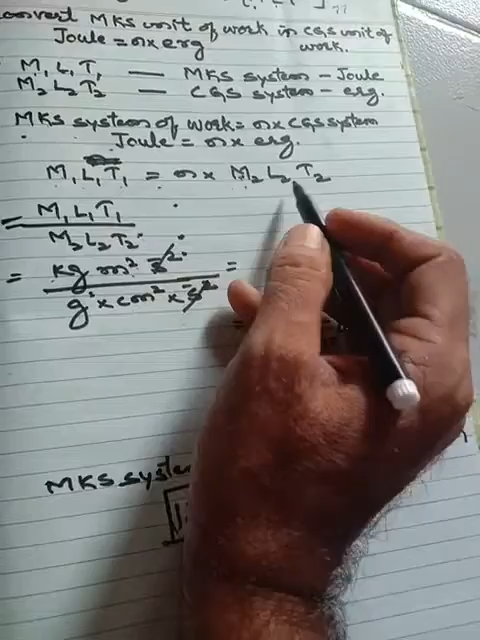 convert MKS unit of work in CGS unit of work.
Joule = n x erg
M₁ L₁ T₁ — MKS system - Joule
M₂ L₂ T₂ — CGS system - erg.
MKS system of work = n x CGS system
Joule = n x erg.
M₁ L₁ T₁ = n x M₂ L₂ T₂
= M₁ L₁ T₁
M₂ L₂ T₂
= kg m² s⁻² =
g x cm² x s⁻²
MKS system